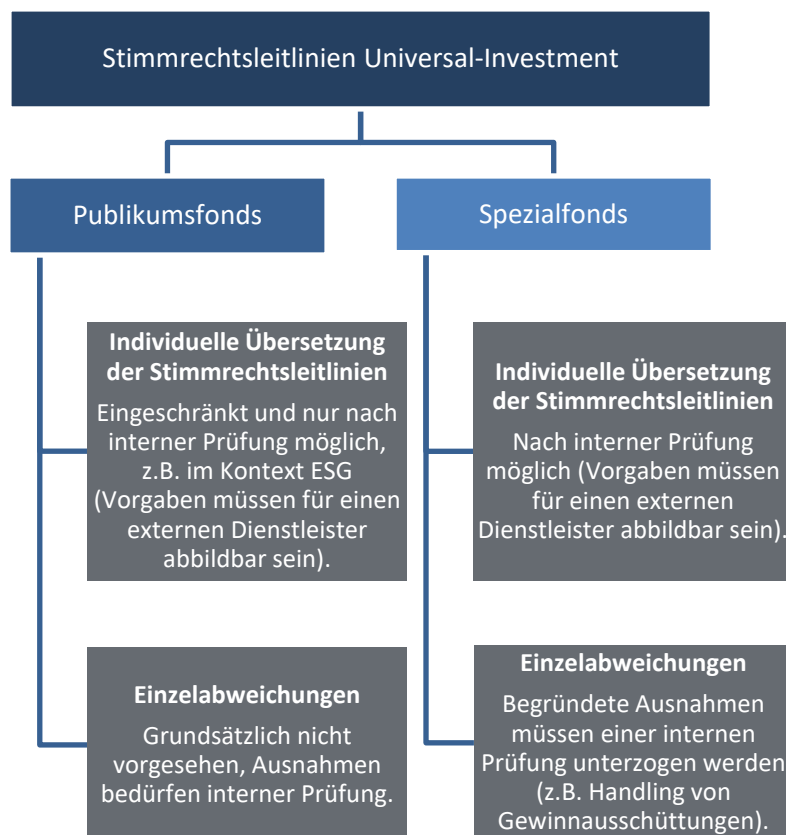 Stimmrechtsleitlinien Universal-Investment
Publikumsfonds
Spezialfonds
Individuelle Übersetzung
der Stimmrechtsleitlinien
Eingeschränkt und nur nach
interner Prüfung möglich,
z.B. im Kontext ESG
(Vorgaben müssen für einen
externen Dienstleister
abbildbar sein).
Individuelle Übersetzung
der Stimmrechtsleitlinien
Nach interner Prüfung
möglich (Vorgaben müssen
für einen externen
Dienstleister abbildbar sein).
Einzelabweichungen
Grundsätzlich nicht
vorgesehen, Ausnahmen
bedürfen interner Prüfung.
Einzelabweichungen
Begründete Ausnahmen
müssen einer internen
Prüfung unterzogen werden
(z.B. Handling von
Gewinnausschüttungen).